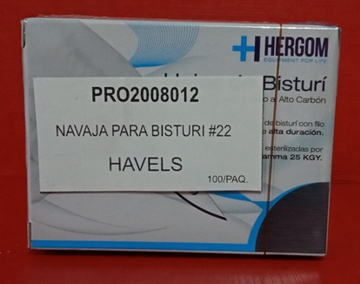 HERGOM
EQUIPMENT FOR LIFE
Bisturí
o Alto Carbón
de bisturí con filo
alta duración.
esterilizadas por
amma 25 KGY.
PRO2008012
NAVAJA PARA BISTURI #22
HAVELS
100/PAQ.